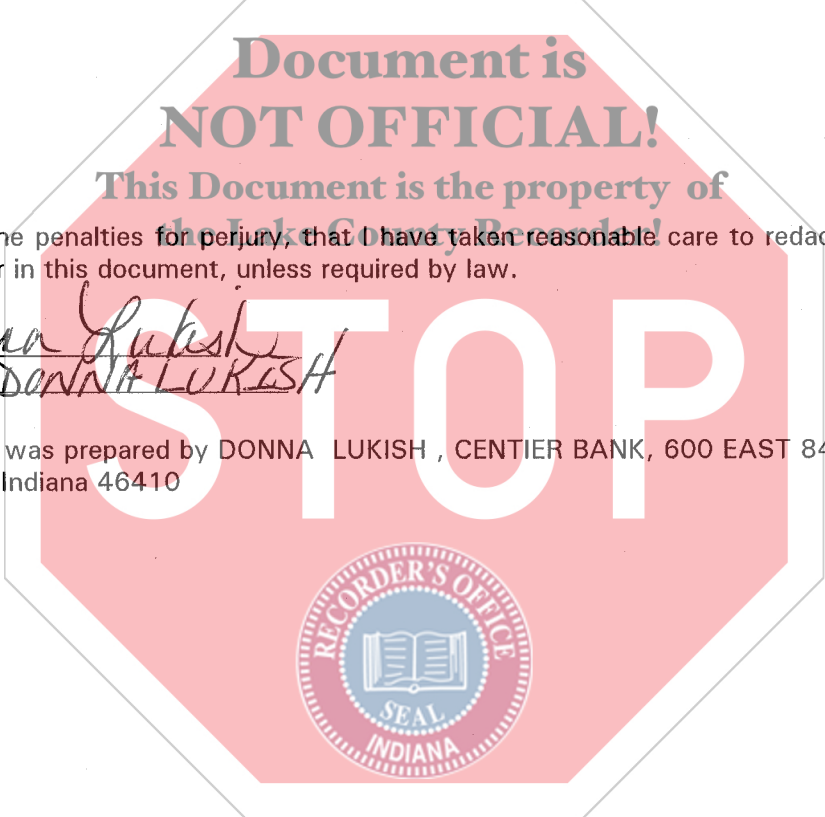 Document is
NOT OFFICIAL!
This Document is the property of
the Lake County Recorder!
ne penalties for perjury, that I have taken reasonable care to redac
r in this document, unless required by law.
na Lukish
DONNA LUKISH
was prepared by DONNA LUKISH , CENTIER BANK, 600 EAST 84
Indiana 46410
STOP
RECORDER'S OFFICE
SEAL
INDIANA